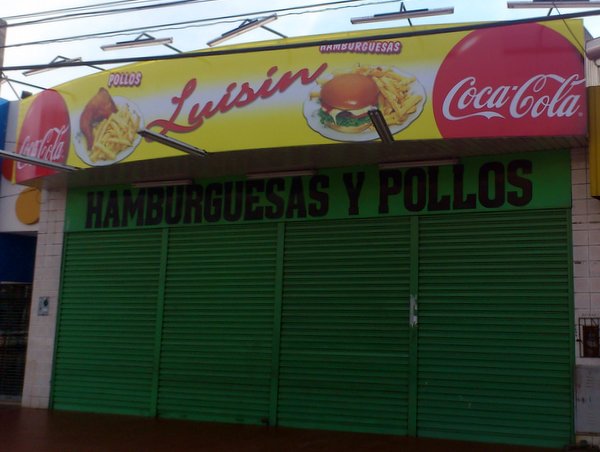 POLLOS
HAMBURGUESAS
Luisin
Coca-Cola
Coca-Cola
HAMBURGUESAS Y POLLOS